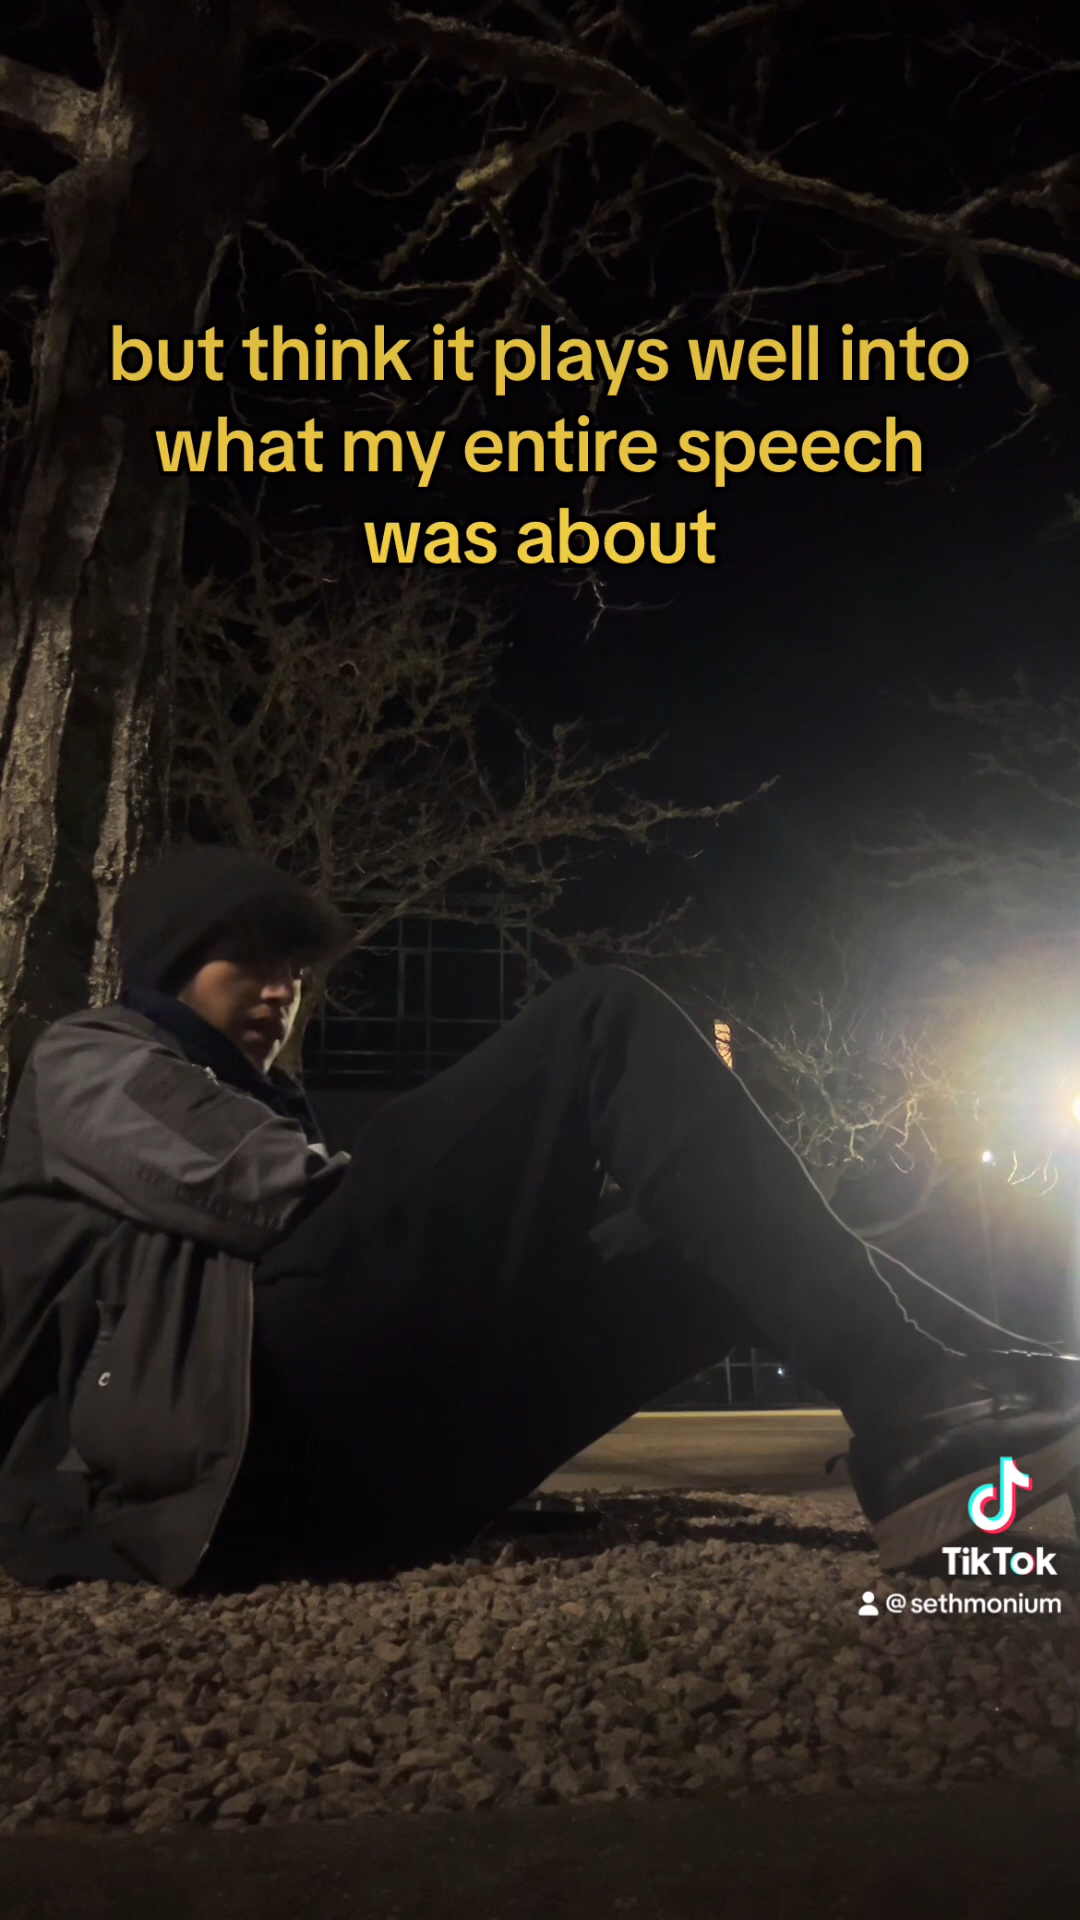 but think it plays well into
what my entire speech
was about
TikTok
@sethmonium